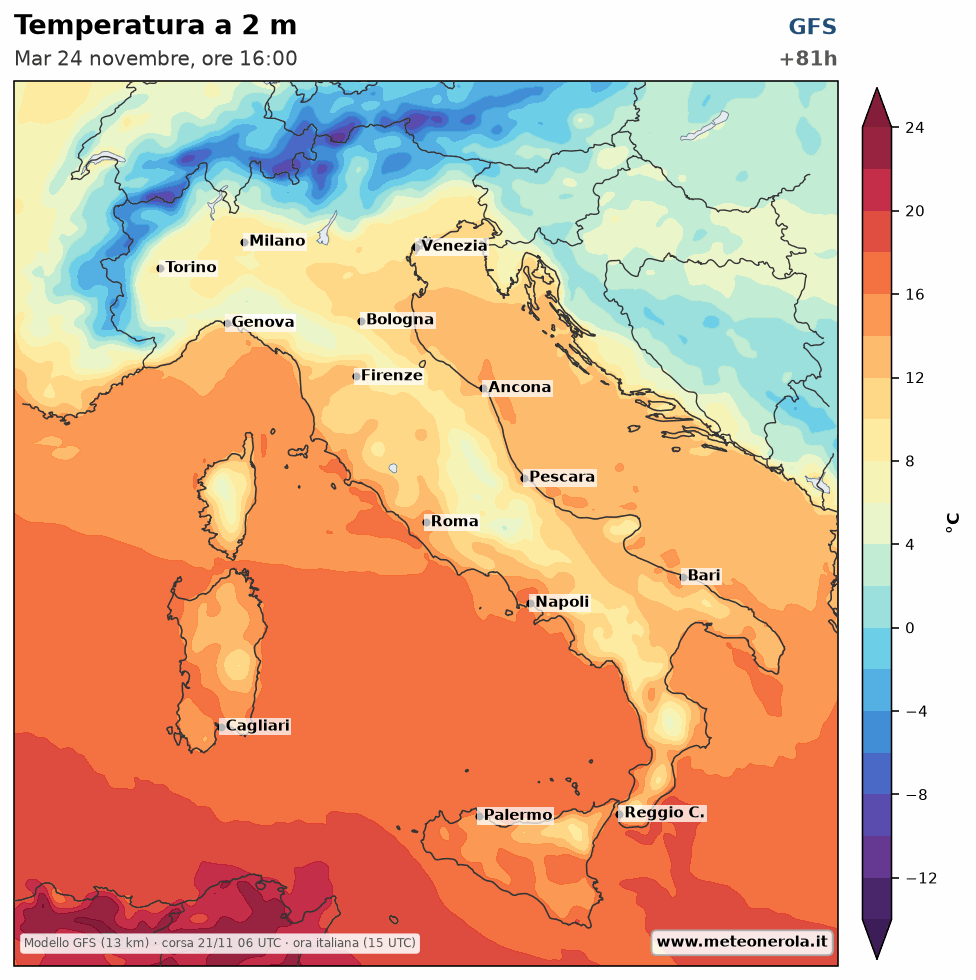 Temperatura a 2 m
GFS
Mar 24 novembre, ore 16:00
+81h
24
20
16
12
8
4
0
−4
−8
−12
°C
Milano
Venezia
Torino
Genova
Bologna
Firenze
Ancona
Pescara
Roma
Bari
Napoli
Cagliari
Palermo
Reggio C.
Modello GFS (13 km) · corsa 21/11 06 UTC · ora italiana (15 UTC)
www.meteonerola.it